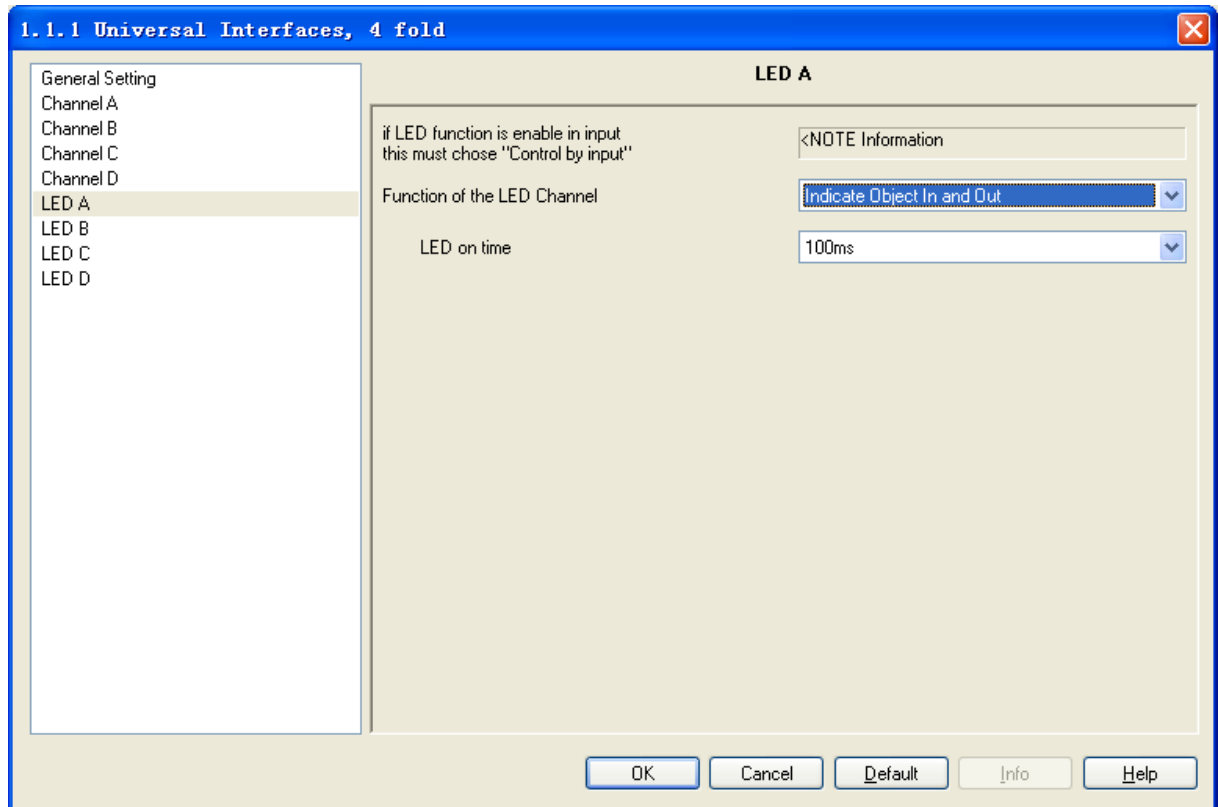 1.1.1 Universal Interfaces, 4 fold
General Setting
Channel A
Channel B
Channel C
Channel D
LED A
LED B
LED C
LED D
LED A
if LED function is enable in input
this must chose "Control by input"
<NOTE Information
Function of the LED Channel
Indicate Object In and Out
LED on time
100ms
OK
Cancel
Default
Info
Help